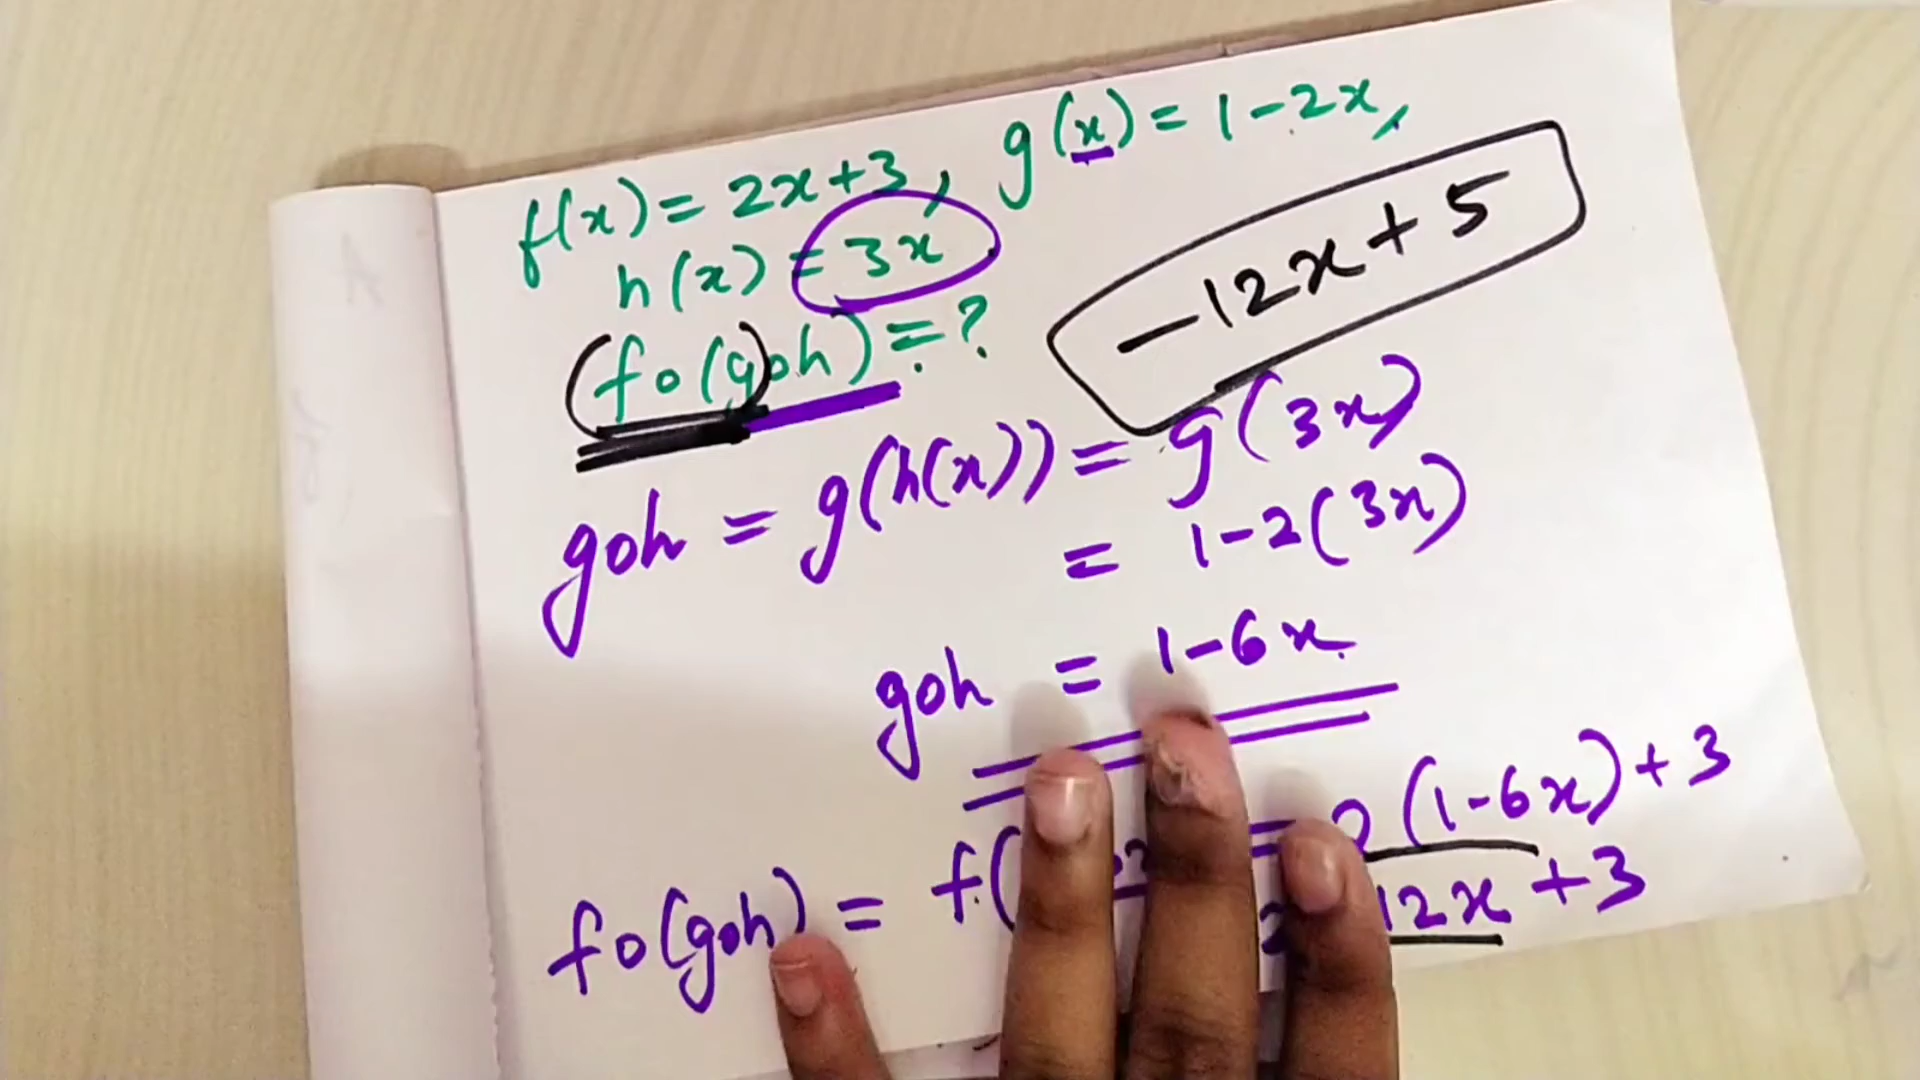 f(x) = 2x+3, g(x) = 1-2x,
h(x) = 3x
(fo(g)oh) = ?
-12x + 5
goh = g(h(x)) = g(3x)
= 1-2(3x)
goh = 1-6x
fo(goh) = f( = (1-6x)+3
12x +3